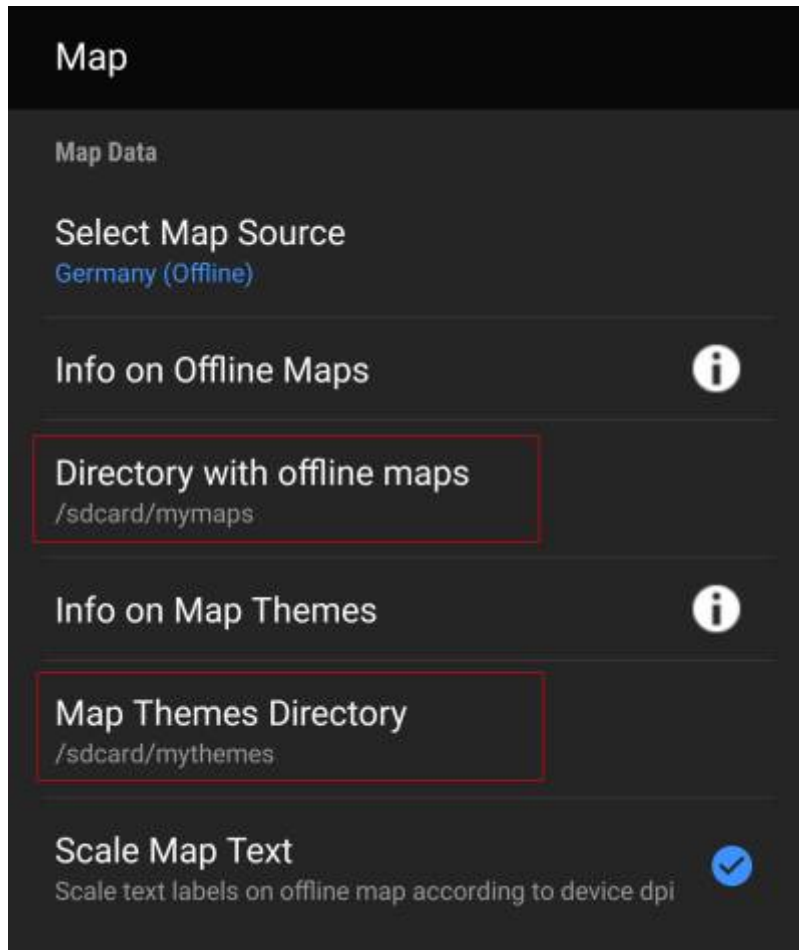 Map
Map Data
Select Map Source
Germany (Offline)
Info on Offline Maps
Directory with offline maps
/sdcard/mymaps
Info on Map Themes
Map Themes Directory
/sdcard/mythemes
Scale Map Text
Scale text labels on offline map according to device dpi